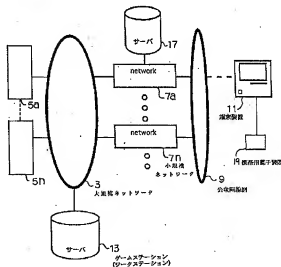 サーバ
17
network
5a
7a
11
端末装置
network
5n
7n
19
小規模
ネットワーク
3
大規模ネットワーク
9
公衆回線網
サーバ
13
ゲームステーション
(ワークステーション)